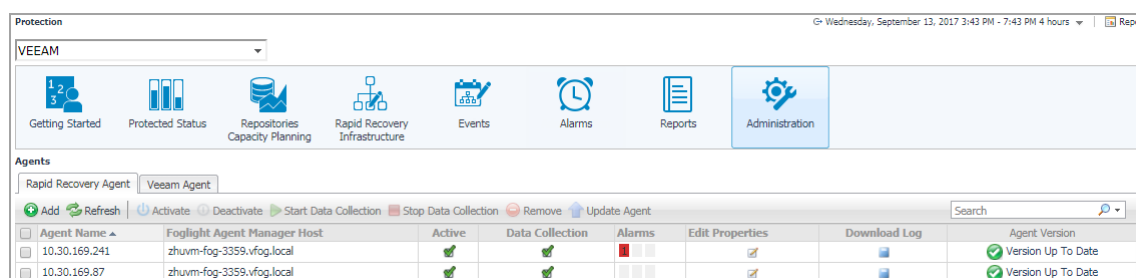 Protection
Wednesday, September 13, 2017 3:43 PM - 7:43 PM 4 hours
VEEAM
1 2 3
Getting Started
Protected Status
Repositories
Capacity Planning
Rapid Recovery
Infrastructure
Events
Alarms
Reports
Administration
Agents
Rapid Recovery Agent Veeam Agent
Add Refresh Activate Deactivate Start Data Collection Stop Data Collection Remove Update Agent Search
Agent Name Foglight Agent Manager Host Active Data Collection Alarms Edit Properties Download Log Agent Version
10.30.169.241 zhuvm-fog-3359.vfog.local 1 Version Up To Date
10.30.169.87 zhuvm-fog-3359.vfog.local Version Up To Date